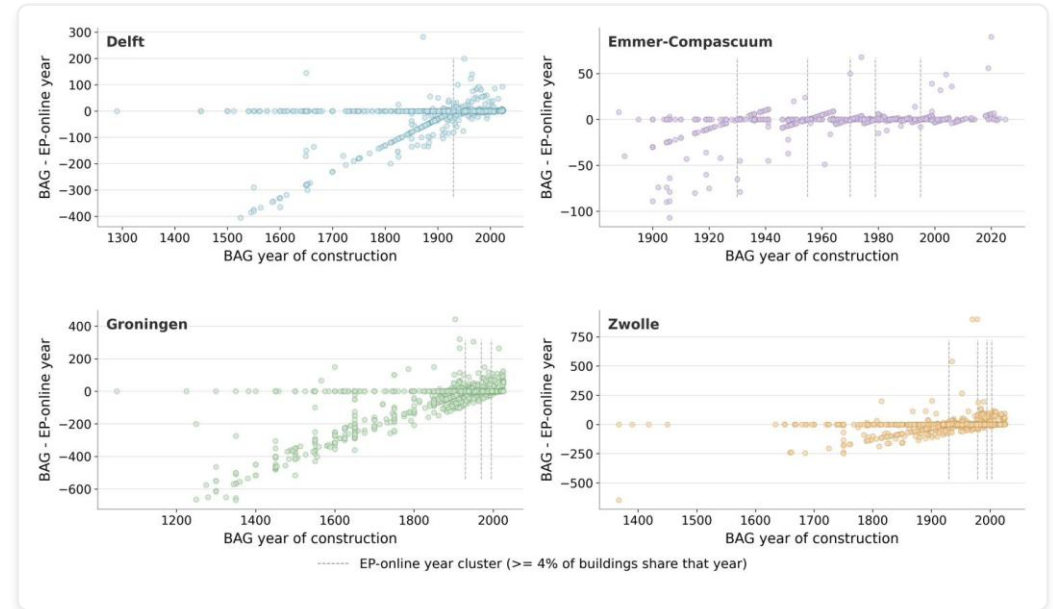 Delft
300
200
100
0
−100
−200
−300
−400
BAG - EP-online year
1300 1400 1500 1600 1700 1800 1900 2000
BAG year of construction
Emmer-Compascuum
50
0
−50
−100
BAG - EP-online year
1900 1920 1940 1960 1980 2000 2020
BAG year of construction
Groningen
400
200
0
−200
−400
−600
BAG - EP-online year
1200 1400 1600 1800 2000
BAG year of construction
Zwolle
750
500
250
0
−250
−500
BAG - EP-online year
1400 1500 1600 1700 1800 1900 2000
BAG year of construction
EP-online year cluster (>= 4% of buildings share that year)